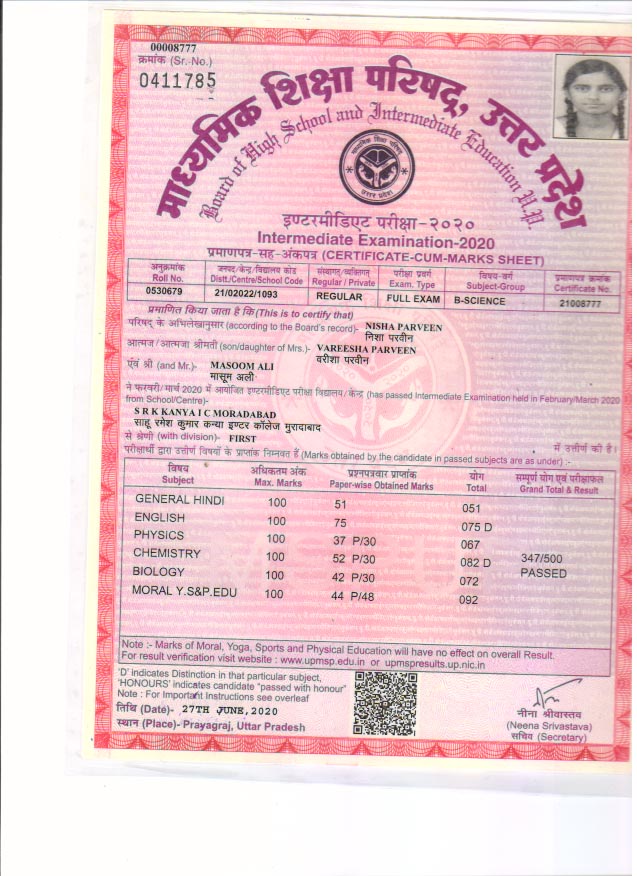 00008777
क्रमांक (Sr.-No.)
0411785
माध्यमिक शिक्षा परिषद्, उत्तर प्रदेश
Board of High School and Intermediate Education U.P.
इण्टरमीडिएट परीक्षा-२०२०
Intermediate Examination-2020
प्रमाणपत्र-सह-अंकपत्र (CERTIFICATE-CUM-MARKS SHEET)
अनुक्रमांक जनपद/केन्द्र/विद्यालय कोड संस्थागत/व्यक्तिगत परीक्षा प्रवर्ग विषय-वर्ग प्रमाणपत्र क्रमांक
Roll No. Distt./Centre/School Code Regular / Private Exam. Type Subject-Group Certificate No.
0530679 21/02022/1093 REGULAR FULL EXAM B-SCIENCE 21008777
प्रमाणित किया जाता है कि (This is to certify that)
परिषद् के अभिलेखानुसार (according to the Board's record)- NISHA PARVEEN
निशा परवीन
आत्मज/आत्मजा श्रीमती (son/daughter of Mrs.)- VAREESHA PARVEEN
वरीशा परवीन
एवं श्री (and Mr.)- MASOOM ALI
मासूम अली
ने फरवरी/मार्च 2020 में आयोजित इण्टरमीडिएट परीक्षा विद्यालय/केन्द्र (has passed Intermediate Examination held in February/March 2020
from School/Centre)-
S R K KANYA I C MORADABAD
साहू रमेश कुमार कन्या इण्टर कॉलेज मुरादाबाद
से श्रेणी (with division)- FIRST में उत्तीर्ण की है।
परीक्षार्थी द्वारा उत्तीर्ण विषयों के प्राप्तांक निम्नवत हैं (Marks obtained by the candidate in passed subjects are as under) :-
विषय अधिकतम अंक प्रश्नपत्रवार प्राप्तांक योग सम्पूर्ण योग एवं परीक्षाफल
Subject Max. Marks Paper-wise Obtained Marks Total Grand Total & Result
GENERAL HINDI 100 51 051
ENGLISH 100 75 075 D
PHYSICS 100 37 P/30 067
CHEMISTRY 100 52 P/30 082 D 347/500
BIOLOGY 100 42 P/30 072 PASSED
MORAL Y.S&P.EDU 100 44 P/48 092
Note :- Marks of Moral, Yoga, Sports and Physical Education will have no effect on overall Result.
For result verification visit website : www.upmsp.edu.in or upmspresults.up.nic.in
'D' indicates Distinction in that particular subject,
'HONOURS' indicates candidate "passed with honour"
Note : For Important Instructions see overleaf
तिथि (Date)- 27TH JUNE,2020
स्थान (Place)- Prayagraj, Uttar Pradesh
नीना श्रीवास्तव
(Neena Srivastava)
सचिव (Secretary)